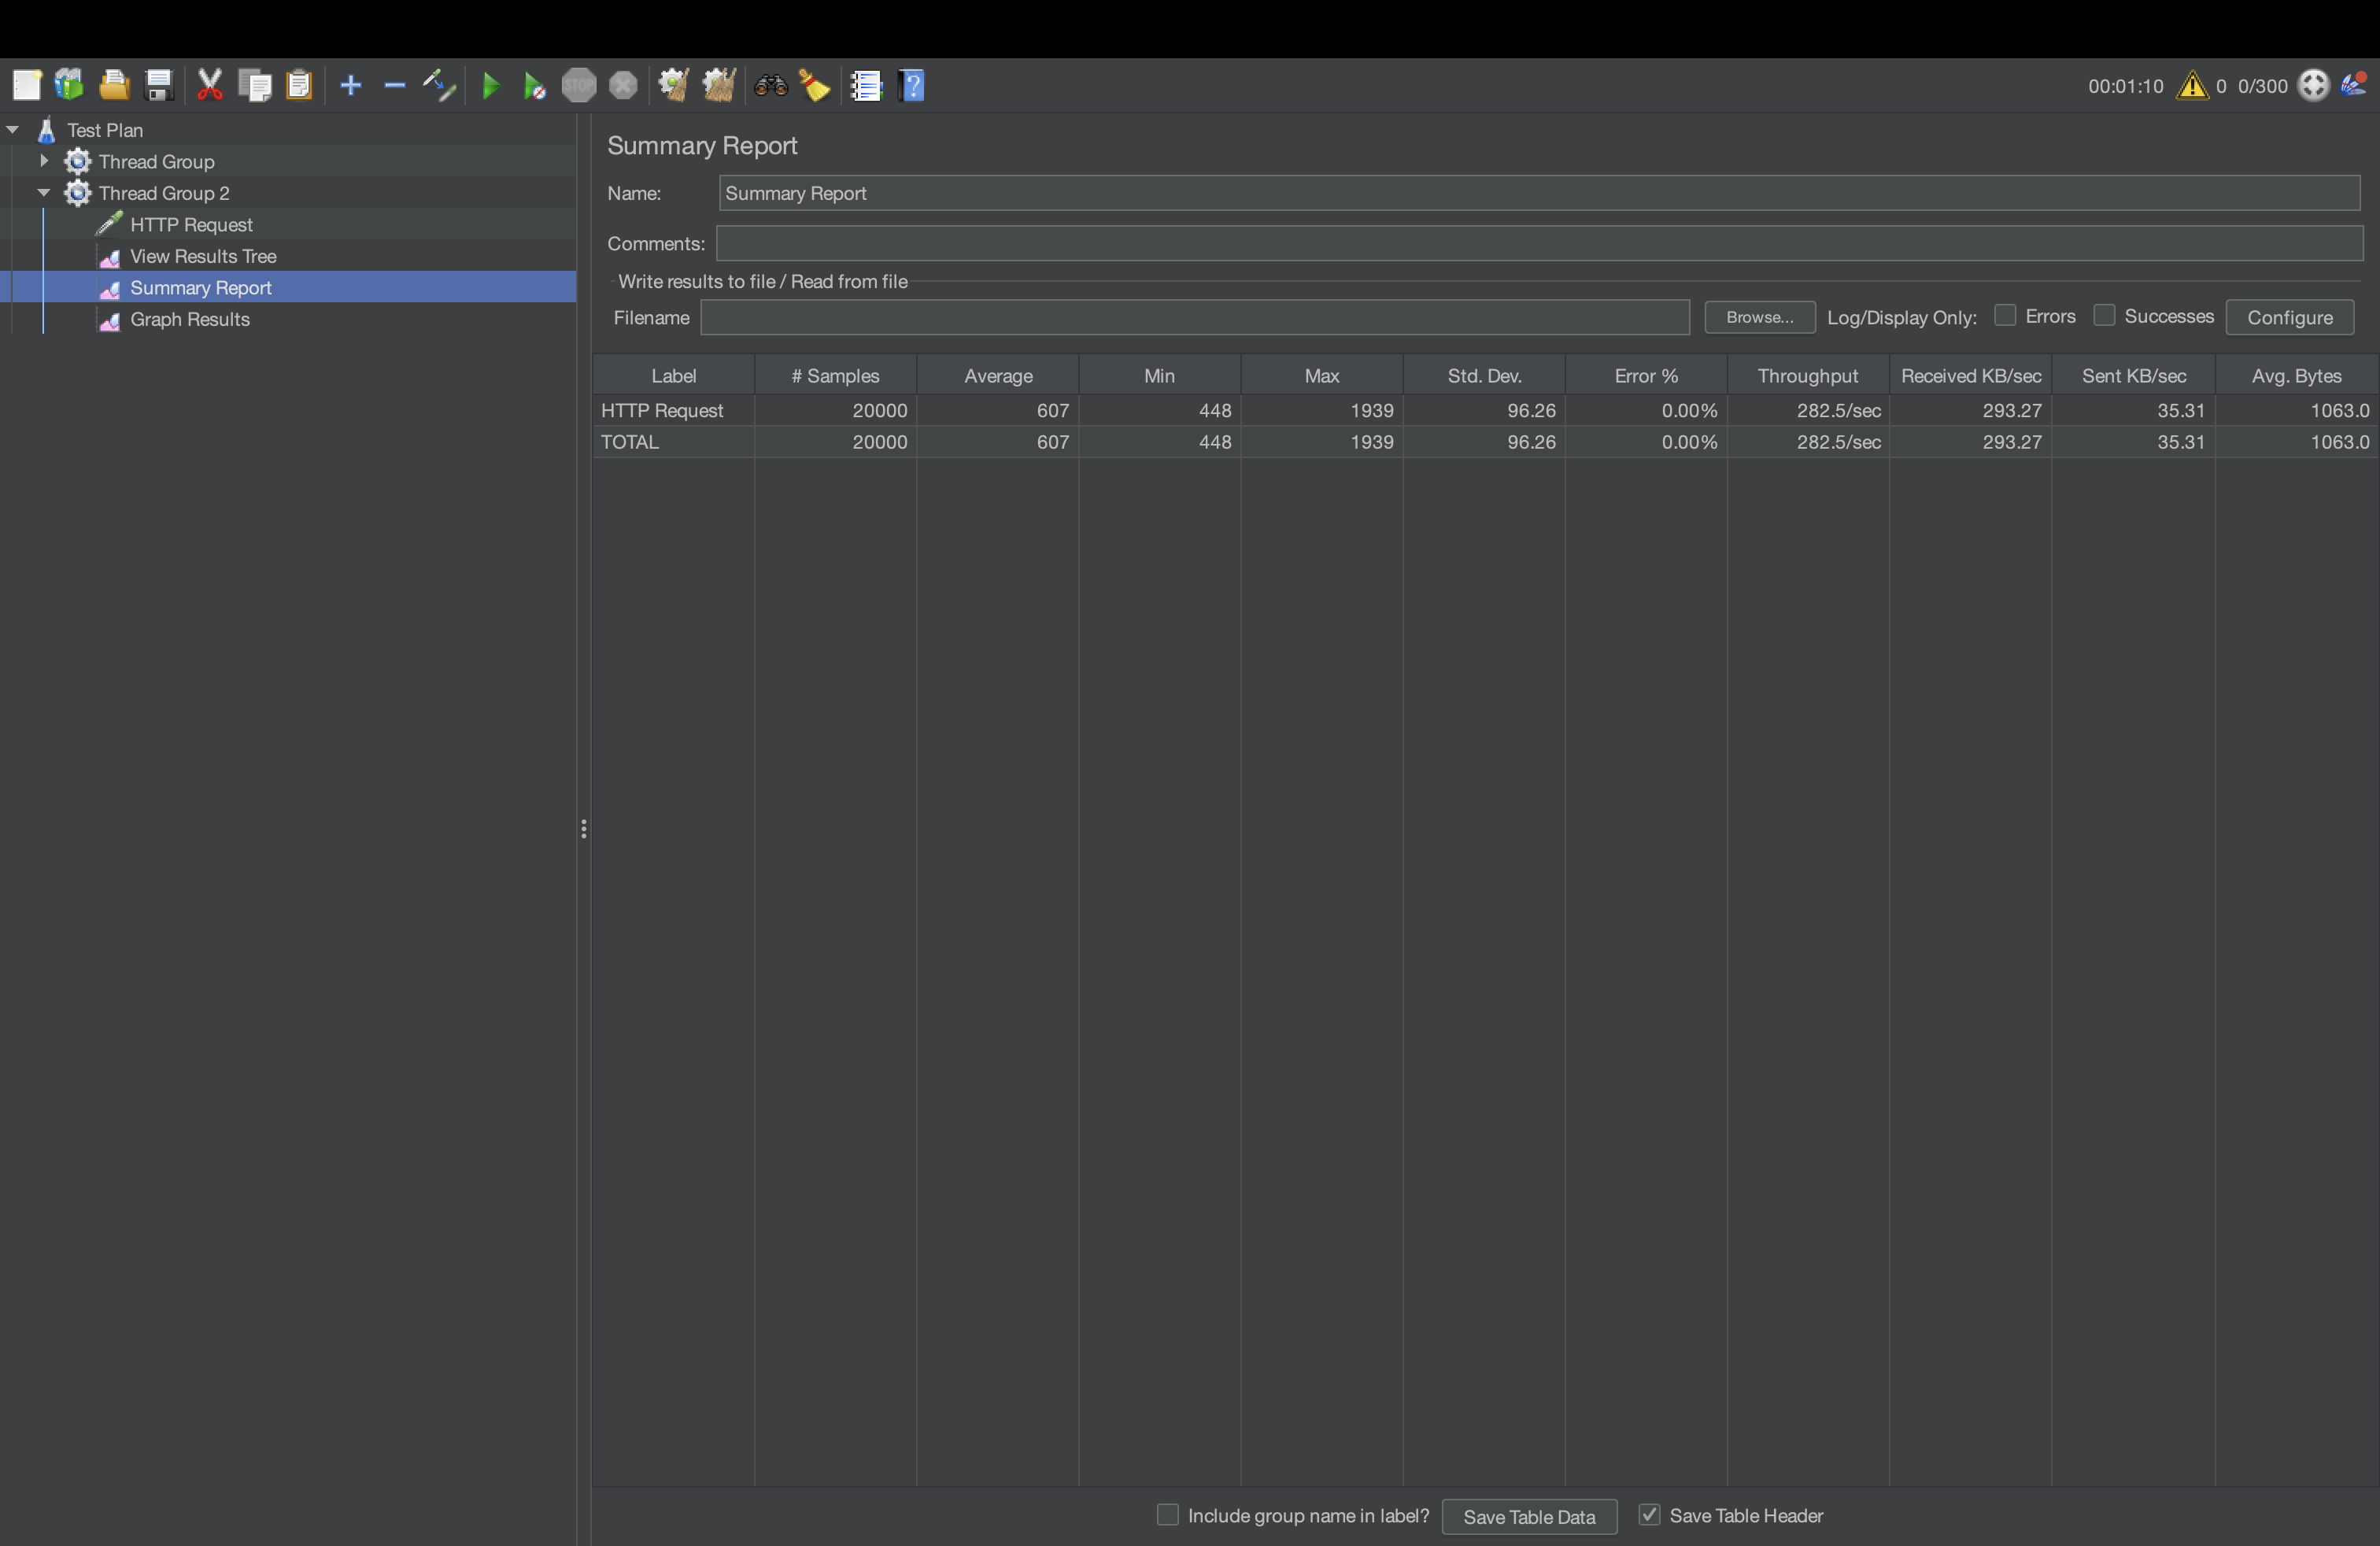 STOP
00:01:10 0 0/300
Test Plan
Thread Group
Thread Group 2
HTTP Request
View Results Tree
Summary Report
Graph Results
Summary Report
Name: Summary Report
Comments:
Write results to file / Read from file
Filename Browse... Log/Display Only: Errors Successes Configure
Label # Samples Average Min Max Std. Dev. Error % Throughput Received KB/sec Sent KB/sec Avg. Bytes
HTTP Request 20000 607 448 1939 96.26 0.00% 282.5/sec 293.27 35.31 1063.0
TOTAL 20000 607 448 1939 96.26 0.00% 282.5/sec 293.27 35.31 1063.0
Include group name in label? Save Table Data Save Table Header